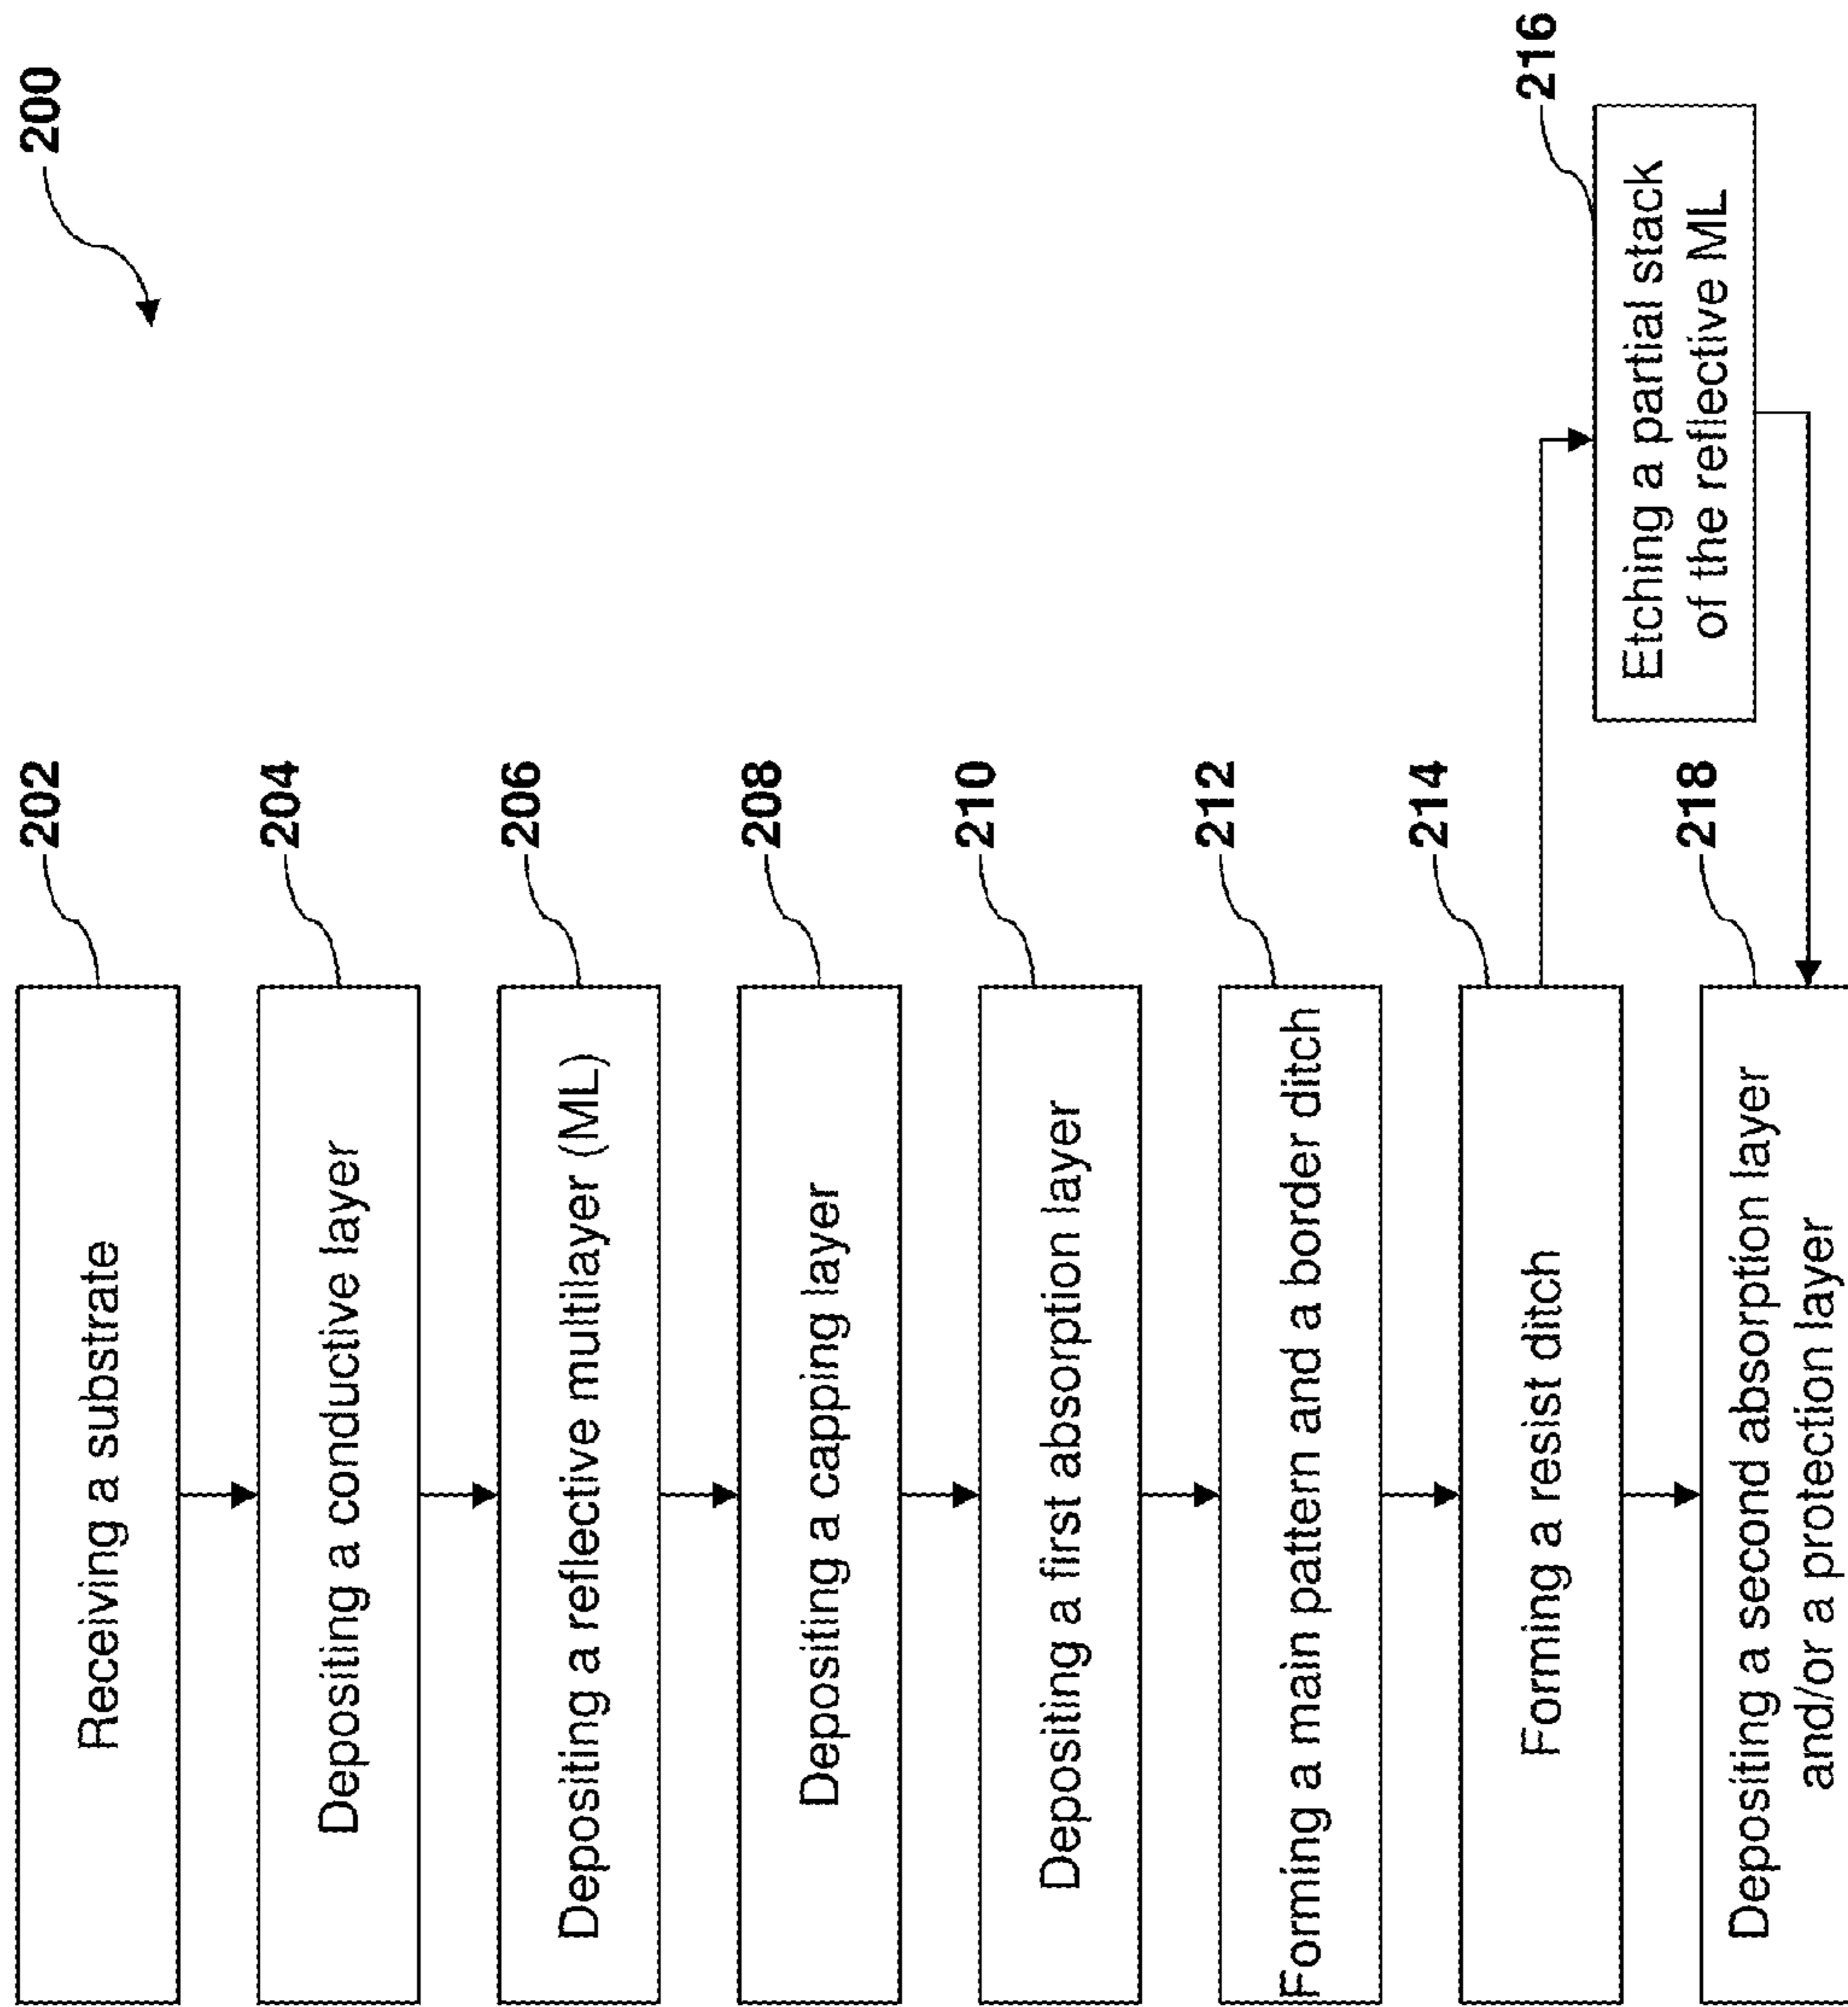 200
202
Receiving a substrate
204
Depositing a conductive layer
206
Depositing a reflective multilayer (ML)
208
Depositing a capping layer
210
Depositing a first absorption layer
212
Forming a main pattern and a border ditch
214
Forming a resist ditch
216
Etching a partial stack
of the reflective ML
218
Depositing a second absorption layer
and/or a protection layer